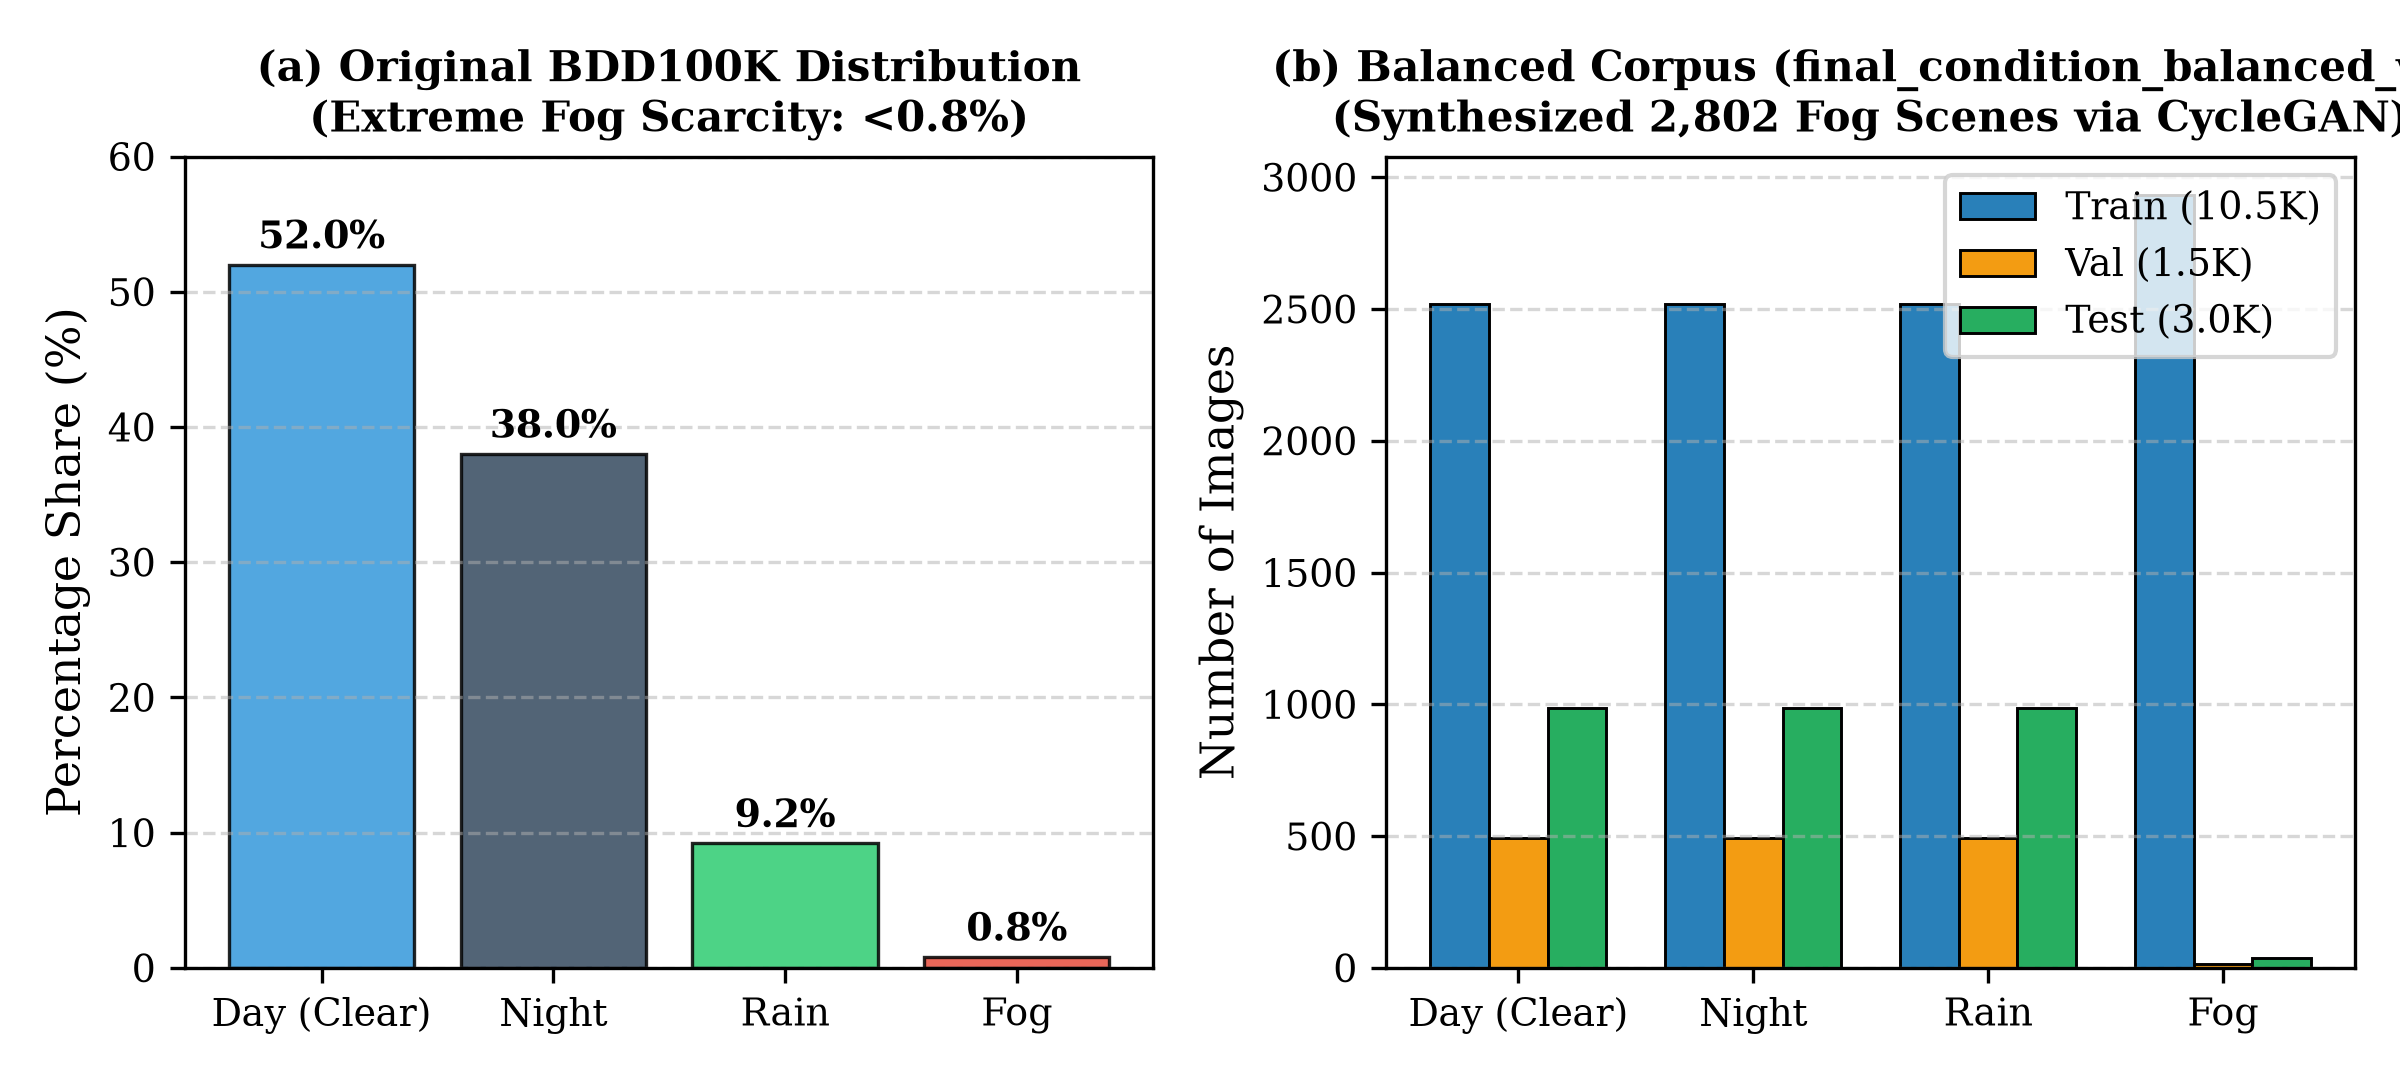 (a) Original BDD100K Distribution
(Extreme Fog Scarcity: <0.8%)
Percentage Share (%)
60
50
40
30
20
10
0
52.0%
38.0%
9.2%
0.8%
Day (Clear)
Night
Rain
Fog
(b) Balanced Corpus (final_condition_balanced_
(Synthesized 2,802 Fog Scenes via CycleGAN)
Number of Images
3000
2500
2000
1500
1000
500
0
Train (10.5K)
Val (1.5K)
Test (3.0K)
Day (Clear)
Night
Rain
Fog